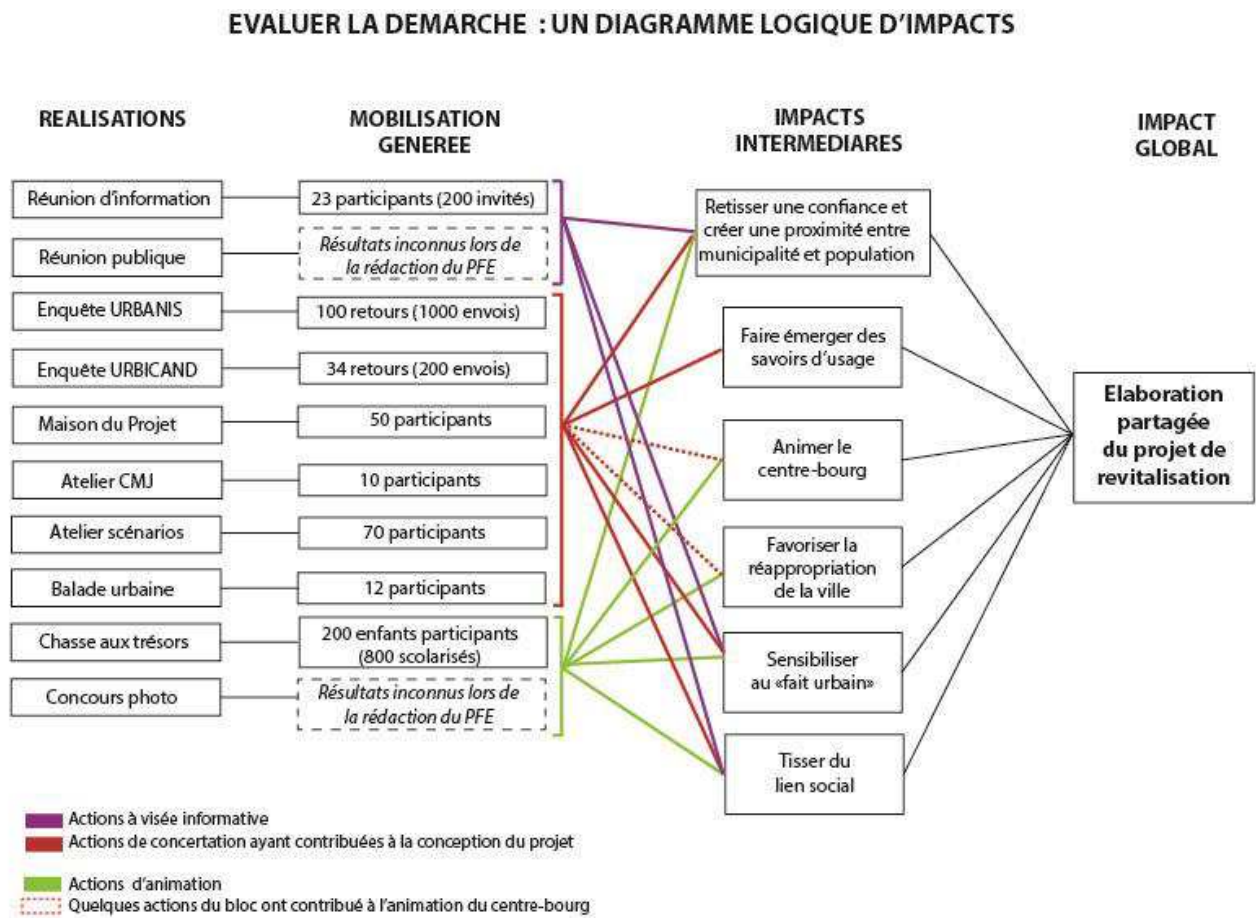 EVALUER LA DEMARCHE : UN DIAGRAMME LOGIQUE D'IMPACTS
REALISATIONS
MOBILISATION
GENEREE
IMPACTS
INTERMEDIARES
IMPACT
GLOBAL
Réunion d'information
23 participants (200 invités)
Réunion publique
Résultats inconnus lors de
la rédaction du PFE
Enquête URBANIS
100 retours (1000 envois)
Enquête URBICAND
34 retours (200 envois)
Maison du Projet
50 participants
Atelier CMJ
10 participants
Atelier scénarios
70 participants
Balade urbaine
12 participants
Chasse aux trésors
200 enfants participants
(800 scolarisés)
Concours photo
Résultats inconnus lors de
la rédaction du PFE
Retisser une confiance et
créer une proximité entre
municipalité et population
Faire émerger des
savoirs d'usage
Animer le
centre-bourg
Favoriser la
réappropriation
de la ville
Sensibiliser
au «fait urbain»
Tisser du
lien social
Elaboration
partagée
du projet de
revitalisation
Actions à visée informative
Actions de concertation ayant contribuées à la conception du projet
Actions d'animation
Quelques actions du bloc ont contribué à l'animation du centre-bourg